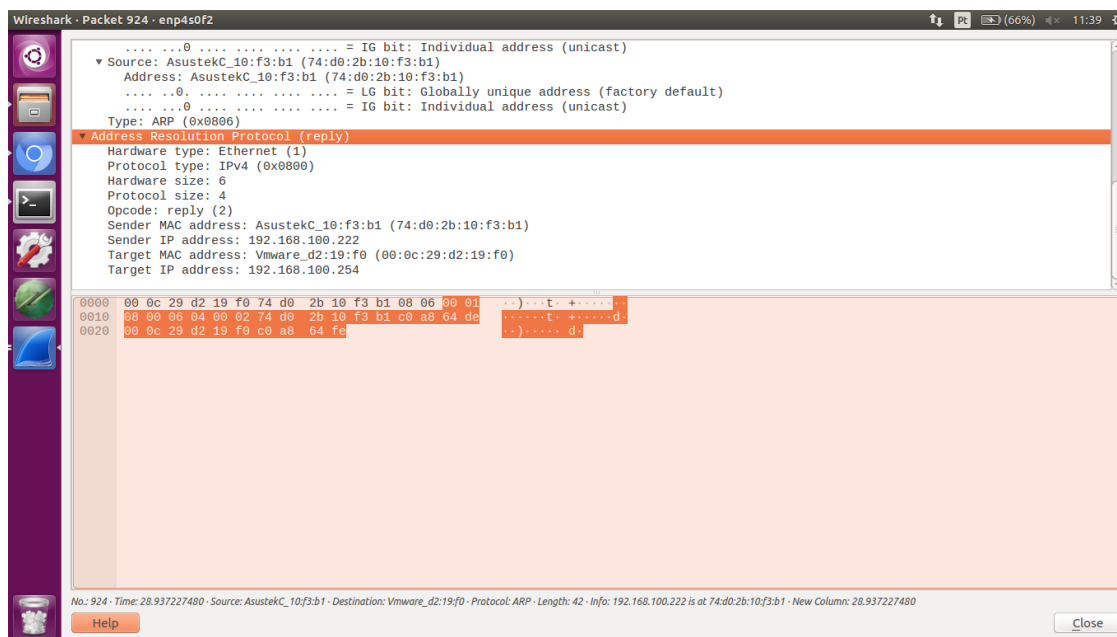 Wireshark · Packet 924 · enp4s0f2
Pt (66%) 11:39
.... ...0 .... .... .... .... = IG bit: Individual address (unicast)
▼ Source: AsustekC_10:f3:b1 (74:d0:2b:10:f3:b1)
Address: AsustekC_10:f3:b1 (74:d0:2b:10:f3:b1)
.... ..0. .... .... .... .... = LG bit: Globally unique address (factory default)
.... ...0 .... .... .... .... = IG bit: Individual address (unicast)
Type: ARP (0x0806)
▼ Address Resolution Protocol (reply)
Hardware type: Ethernet (1)
Protocol type: IPv4 (0x0800)
Hardware size: 6
Protocol size: 4
Opcode: reply (2)
Sender MAC address: AsustekC_10:f3:b1 (74:d0:2b:10:f3:b1)
Sender IP address: 192.168.100.222
Target MAC address: Vmware_d2:19:f0 (00:0c:29:d2:19:f0)
Target IP address: 192.168.100.254
0000 00 0c 29 d2 19 f0 74 d0 2b 10 f3 b1 08 06 00 01 ··)···t· +·······
0010 08 00 06 04 00 02 74 d0 2b 10 f3 b1 c0 a8 64 de ······t· +·····d·
0020 00 0c 29 d2 19 f0 c0 a8 64 fe ··)····· d·
No.: 924 · Time: 28.937227480 · Source: AsustekC_10:f3:b1 · Destination: Vmware_d2:19:f0 · Protocol: ARP · Length: 42 · Info: 192.168.100.222 is at 74:d0:2b:10:f3:b1 · New Column: 28.937227480
Help
Close